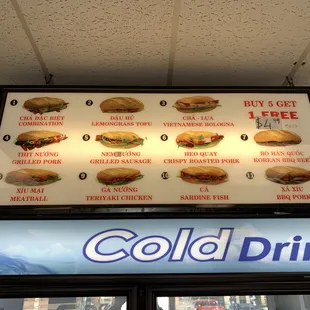 1 2 3 BUY 5 GET
CHẢ ĐẶC BIỆT ĐẬU HỦ CHẢ - LỤA 1 FREE
COMBINATION LEMONGRASS TOFU VIETNAMESE BOLOGNA
4 5 6 7
THỊT NƯỚNG NEM NƯỚNG HEO QUAY BÒ HÀN QUỐC
GRILLED PORK GRILLED SAUSAGE CRISPY ROASTED PORK KOREAN BBQ BEEF
8 9 10 11
XÍU MẠI GÀ NƯỚNG CÁ XÁ XÍU
MEATBALL TERIYAKI CHICKEN SARDINE FISH BBQ PORK
Cold Drin